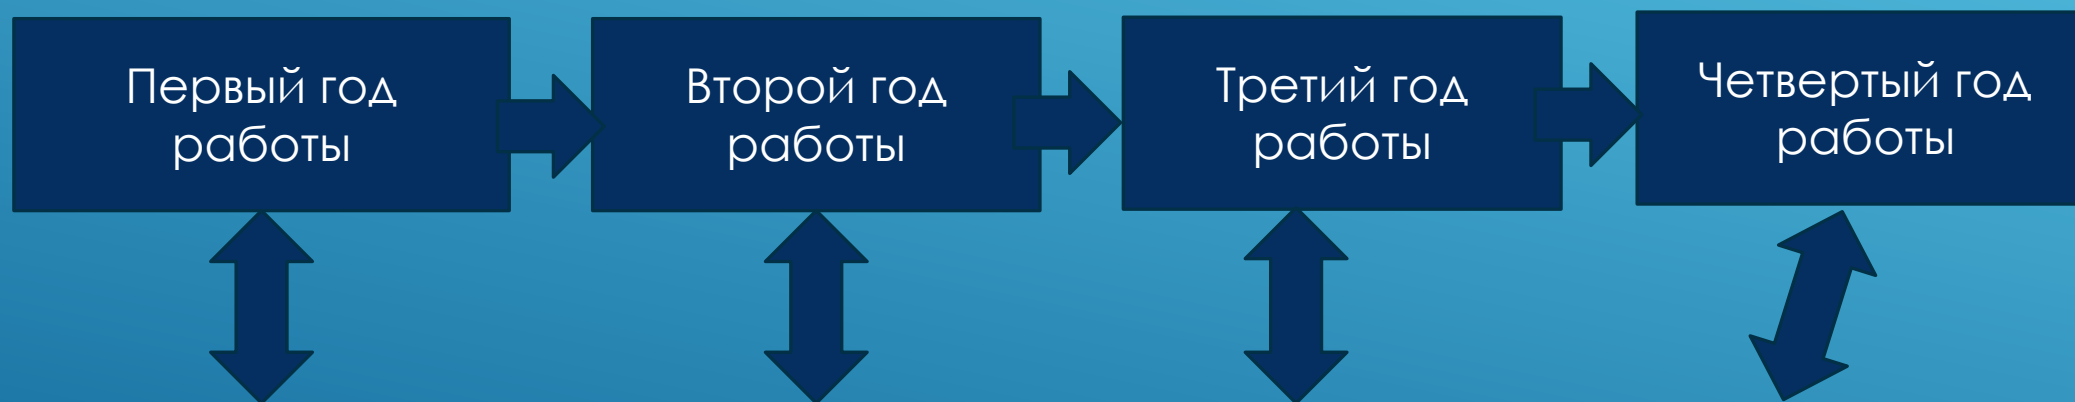 Первый год
работы
Второй год
работы
Третий год
работы
Четвертый год
работы